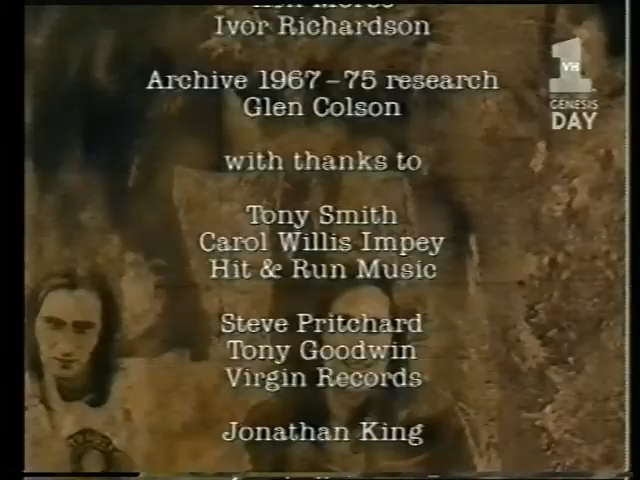 Ivor Richardson
Archive 1967-75 research
Glen Colson
with thanks to
Tony Smith
Carol Willis Impey
Hit & Run Music
Steve Pritchard
Tony Goodwin
Virgin Records
Jonathan King
VH1
GENESIS
DAY